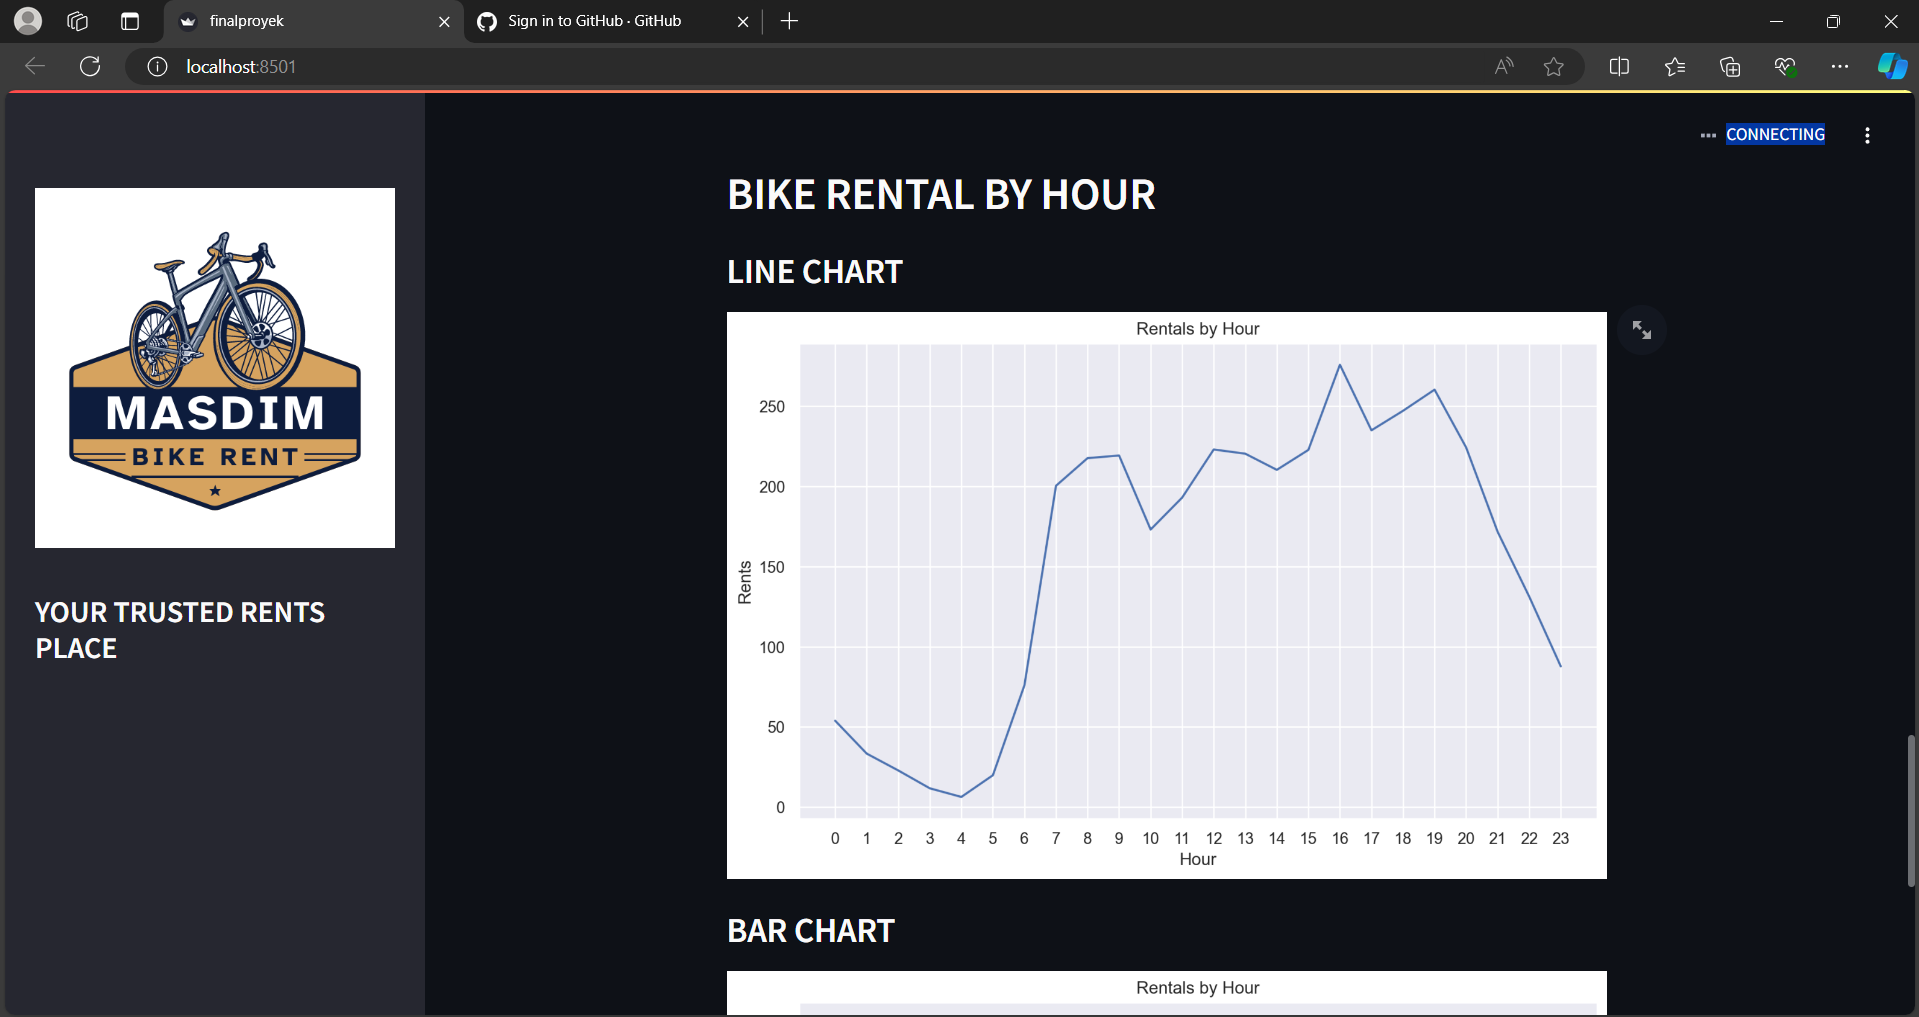 finalproyek
Sign in to GitHub · GitHub
localhost:8501
CONNECTING
MASDIM
BIKE RENT
YOUR TRUSTED RENTS
PLACE
BIKE RENTAL BY HOUR
LINE CHART
Rentals by Hour
250
200
150
100
50
0
Rents
0 1 2 3 4 5 6 7 8 9 10 11 12 13 14 15 16 17 18 19 20 21 22 23
Hour
BAR CHART
Rentals by Hour